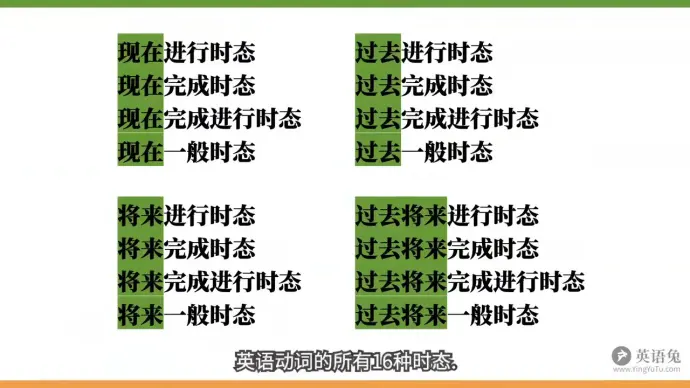 现在进行时态
现在完成时态
现在完成进行时态
现在一般时态
过去进行时态
过去完成时态
过去完成进行时态
过去一般时态
将来进行时态
将来完成时态
将来完成进行时态
将来一般时态
过去将来进行时态
过去将来完成时态
过去将来完成进行时态
过去将来一般时态
英语动词的所有16种时态.
英语兔
www.YingYuTu.com